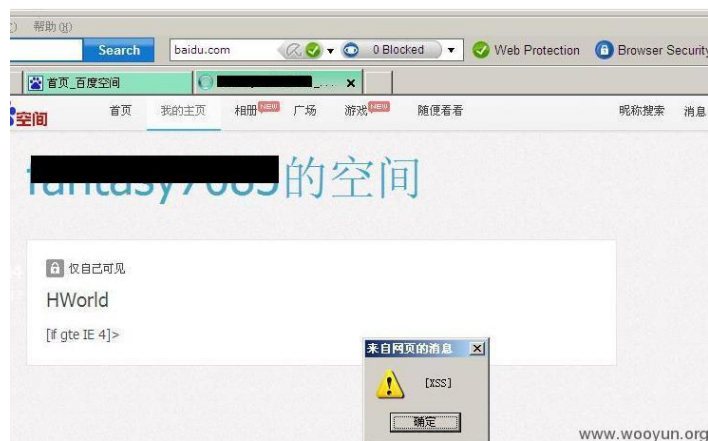 帮助(H)
Search baidu.com 0 Blocked Web Protection Browser Security
首页_百度空间
空间 首页 我的主页 相册 NEW 广场 游戏 NEW 随便看看 昵称搜索 消息
的空间
仅自己可见
HWorld
[if gte IE 4]>
来自网页的消息
[XSS]
确定
www.wooyun.org